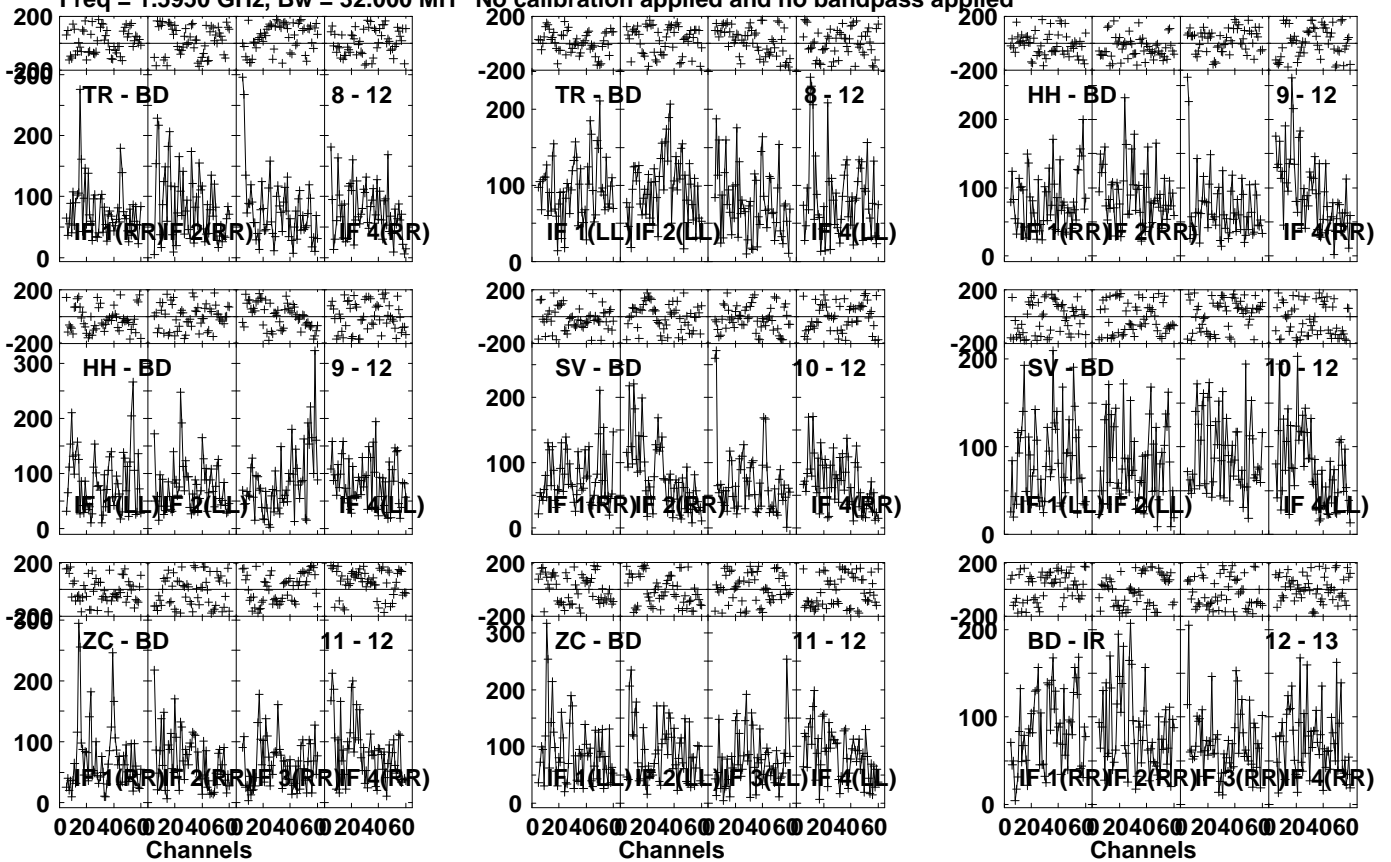 Freq = 1.5950 GHz, Bw = 32.000 MH No calibration applied and no bandpass applied
200
-200
300
200
100
0
TR - BD 8 - 12
IF 1(RR) IF 2(RR) IF 4(RR)
200
-200
200
100
0
TR - BD 8 - 12
IF 1(LL) IF 2(LL) IF 4(LL)
200
-200
200
100
0
HH - BD 9 - 12
IF 1(RR) IF 2(RR) IF 4(RR)
200
-200
300
200
100
0
HH - BD 9 - 12
IF 1(LL) IF 2(LL) IF 4(LL)
200
-200
200
100
0
SV - BD 10 - 12
IF 1(RR) IF 2(RR) IF 4(RR)
200
-200
200
100
0
SV - BD 10 - 12
IF 1(LL) IF 2(LL) IF 4(LL)
200
-200
300
200
100
0
ZC - BD 11 - 12
IF 1(RR) IF 2(RR) IF 3(RR) IF 4(RR)
0 20 40 60 0 20 40 60 0 20 40 60 0 20 40 60
Channels
200
-200
300
200
100
0
ZC - BD 11 - 12
IF 1(LL) IF 2(LL) IF 3(LL) IF 4(LL)
0 20 40 60 0 20 40 60 0 20 40 60 0 20 40 60
Channels
200
-200
200
100
0
BD - IR 12 - 13
IF 1(RR) IF 2(RR) IF 3(RR) IF 4(RR)
0 20 40 60 0 20 40 60 0 20 40 60 0 20 40 60
Channels